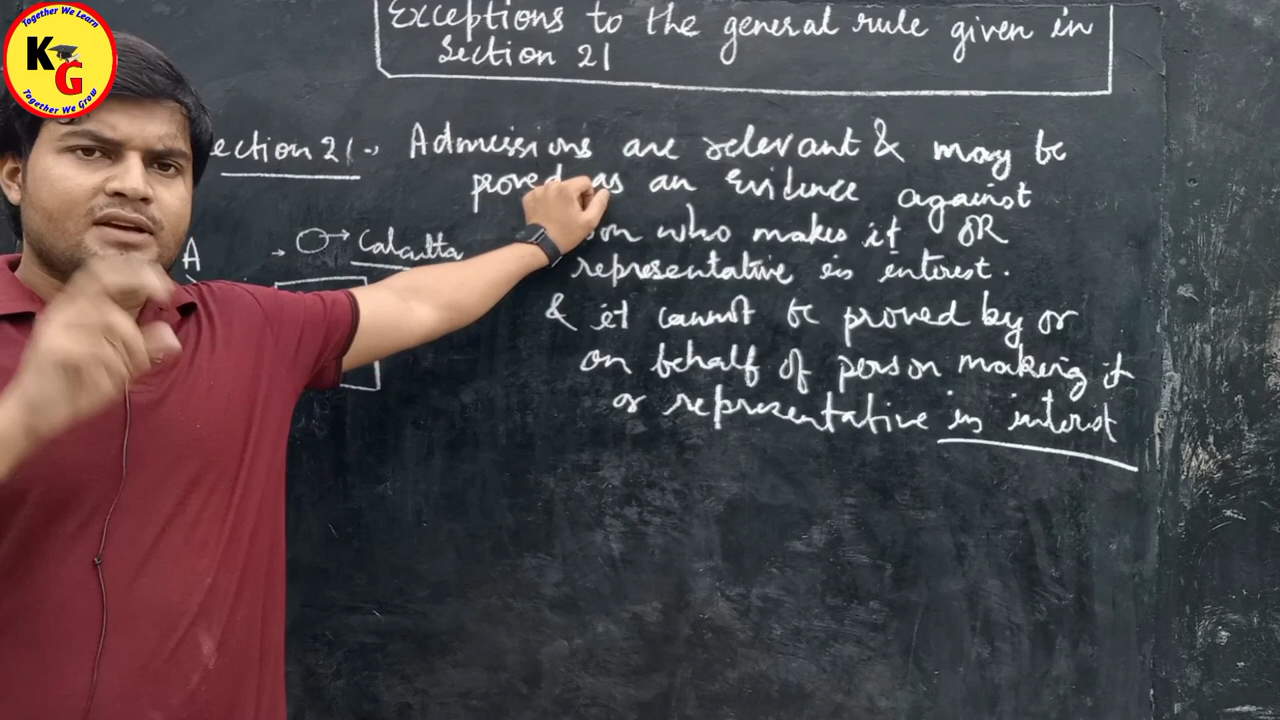 Together We Learn
KG
Together We Grow
Exceptions to the general rule given in
Section 21
ection 21 :- Admissions are relevant & may be
proved as an Evidence against
son who makes it OR
representative in interest.
& it cannot be proved by or
on behalf of person making it
or representative in interest
A
→ Calcutta